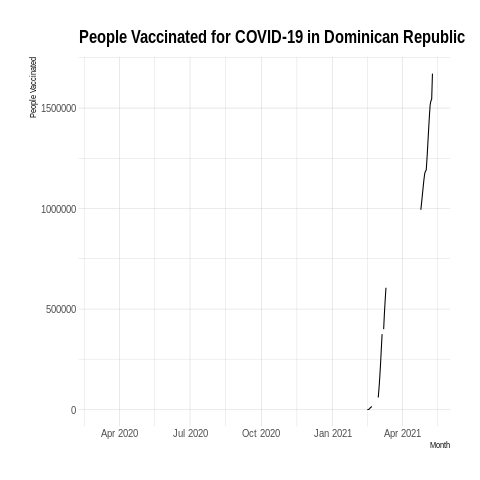 People Vaccinated for COVID-19 in Dominican Republic
People Vaccinated
1500000
1000000
500000
0
Apr 2020 Jul 2020 Oct 2020 Jan 2021 Apr 2021
Month